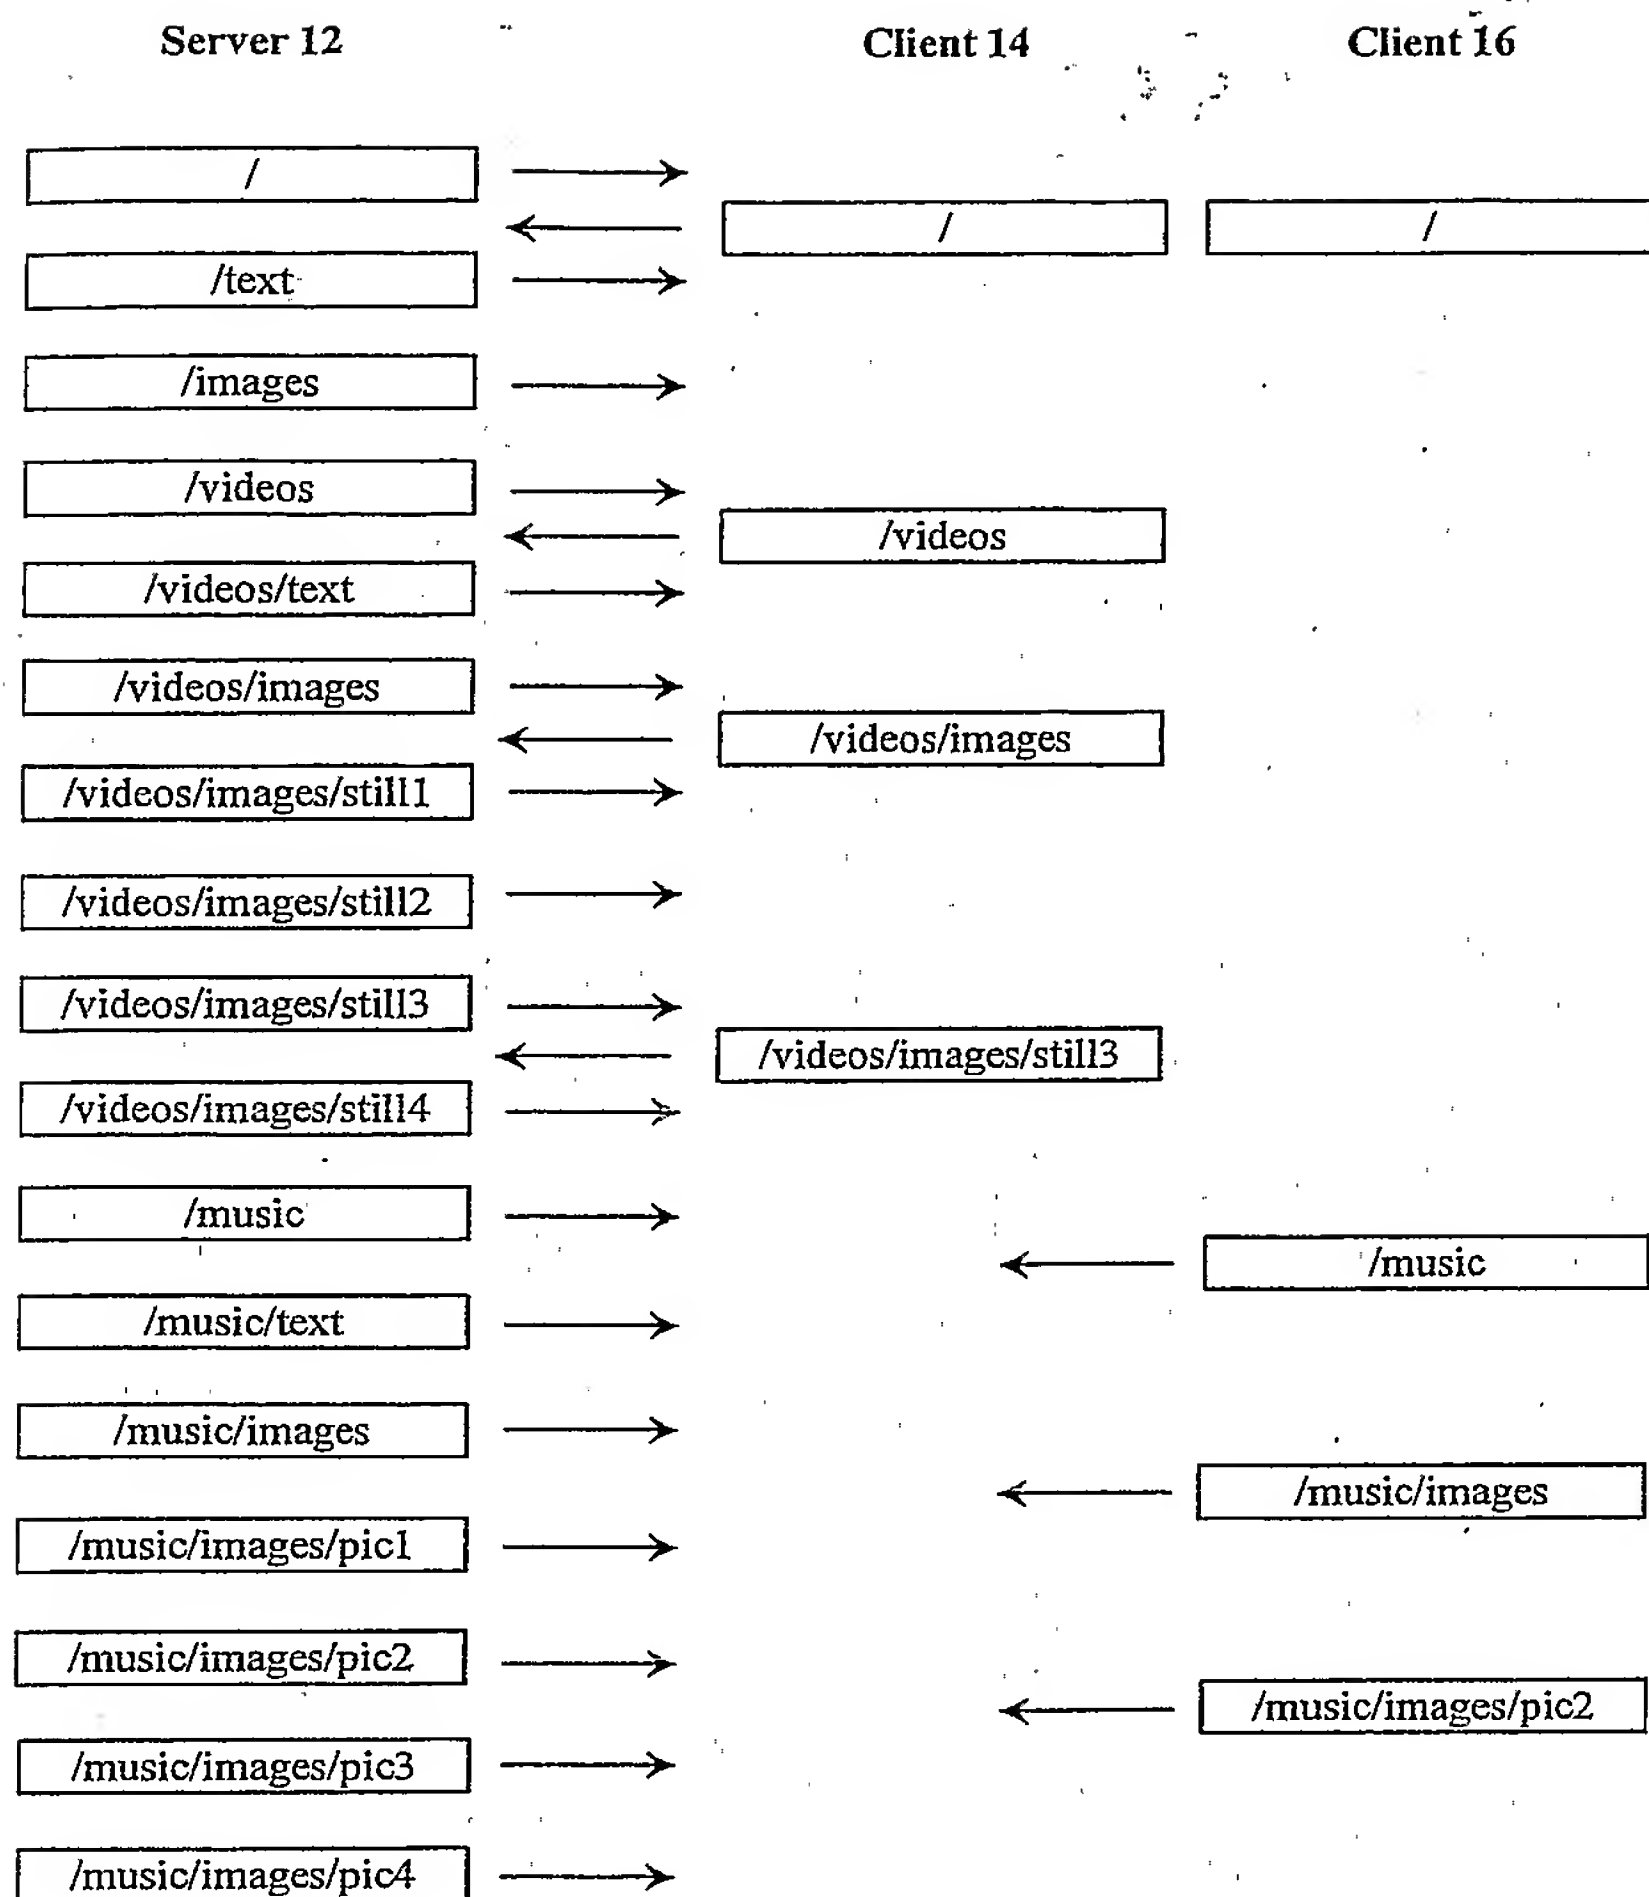 Server 12 Client 14 Client 16
/
/ /
/text
/images
/videos
/videos
/videos/text
/videos/images
/videos/images
/videos/images/still1
/videos/images/still2
/videos/images/still3
/videos/images/still3
/videos/images/still4
/music
/music
/music/text
/music/images
/music/images
/music/images/pic1
/music/images/pic2
/music/images/pic2
/music/images/pic3
/music/images/pic4